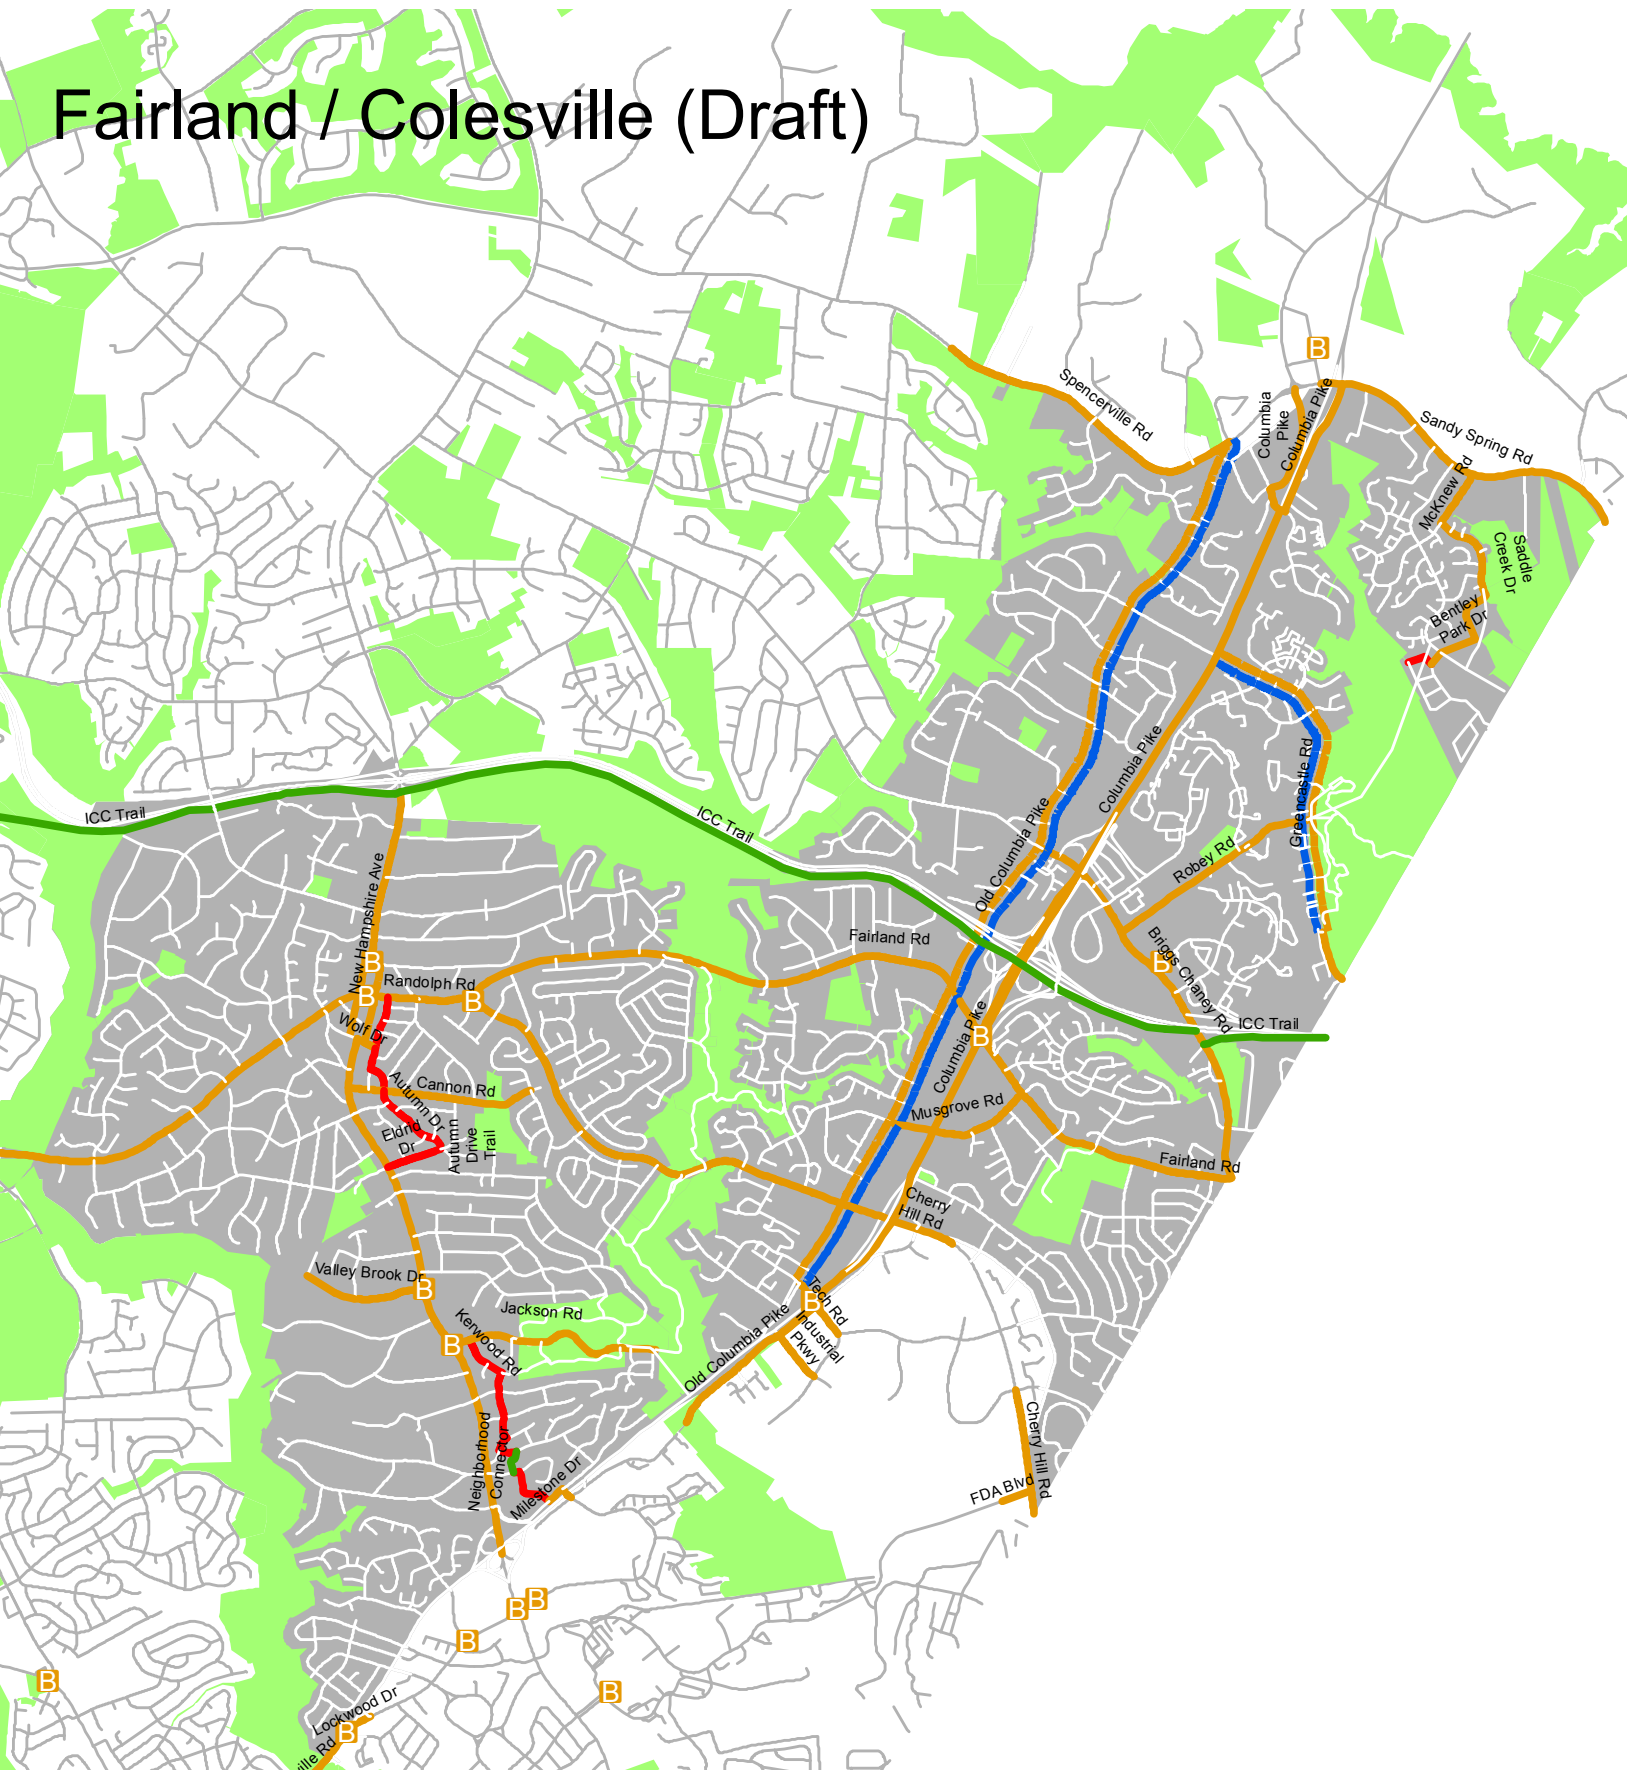 Fairland / Colesville (Draft)
B
Spencerville Rd
Columbia
Pike
Columbia Pike
Sandy Spring Rd
McKnew Rd
Saddle
Creek Dr
Bentley
Park Dr
Columbia Pike
Greencastle Rd
Old Columbia Pike
Robey Rd
ICC Trail
ICC Trail
New Hampshire Ave
Fairland Rd
Briggs Chaney Rd
B
B
Randolph Rd
B
B
Wolf Dr
ICC Trail
B
Columbia Pike
Cannon Rd
Autumn Dr
Musgrove Rd
Eldrid
Dr
Autumn
Drive
Trail
Fairland Rd
Cherry
Hill Rd
Valley Brook Dr
B
Tech Rd
B
Jackson Rd
Industrial
Pkwy
Old Columbia Pike
Kerwood Rd
B
Neighborhood
Connector
Cherry Hill Rd
Milestone Dr
FDA Blvd
B
B
B
B
B
Lockwood Dr
B
ville Rd